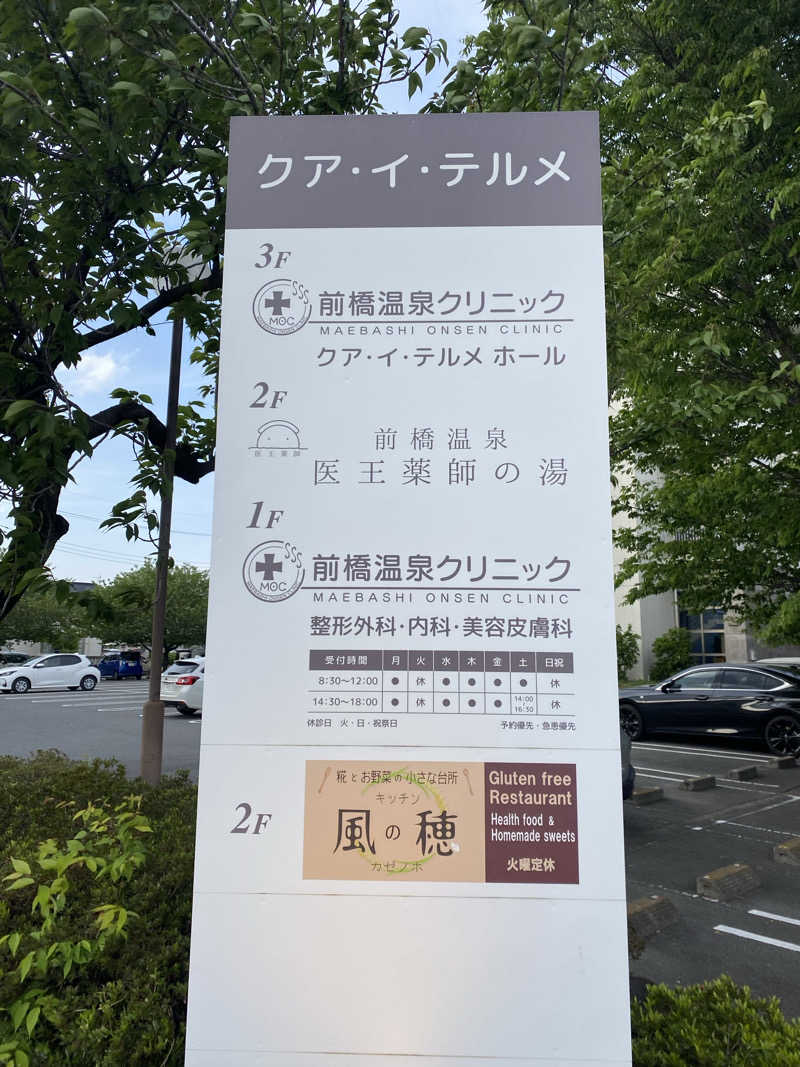 クア・イ・テルメ
3F
MOC
前橋温泉クリニック
MAEBASHI ONSEN CLINIC
クア・イ・テルメ ホール
2F
医王薬師
前橋温泉
医王薬師の湯
1F
MOC
前橋温泉クリニック
MAEBASHI ONSEN CLINIC
整形外科・内科・美容皮膚科
受付時間 月 火 水 木 金 土 日祝
8:30～12:00 ● 休 ● ● ● ● 休
14:30～18:00 ● 休 ● ● ● 14:00～16:30 休
休診日 火・日・祝祭日 予約優先・急患優先
2F
糀とお野菜の小さな台所
キッチン
風の穂
カゼノホ
Gluten free
Restaurant
Health food &
Homemade sweets
火曜定休